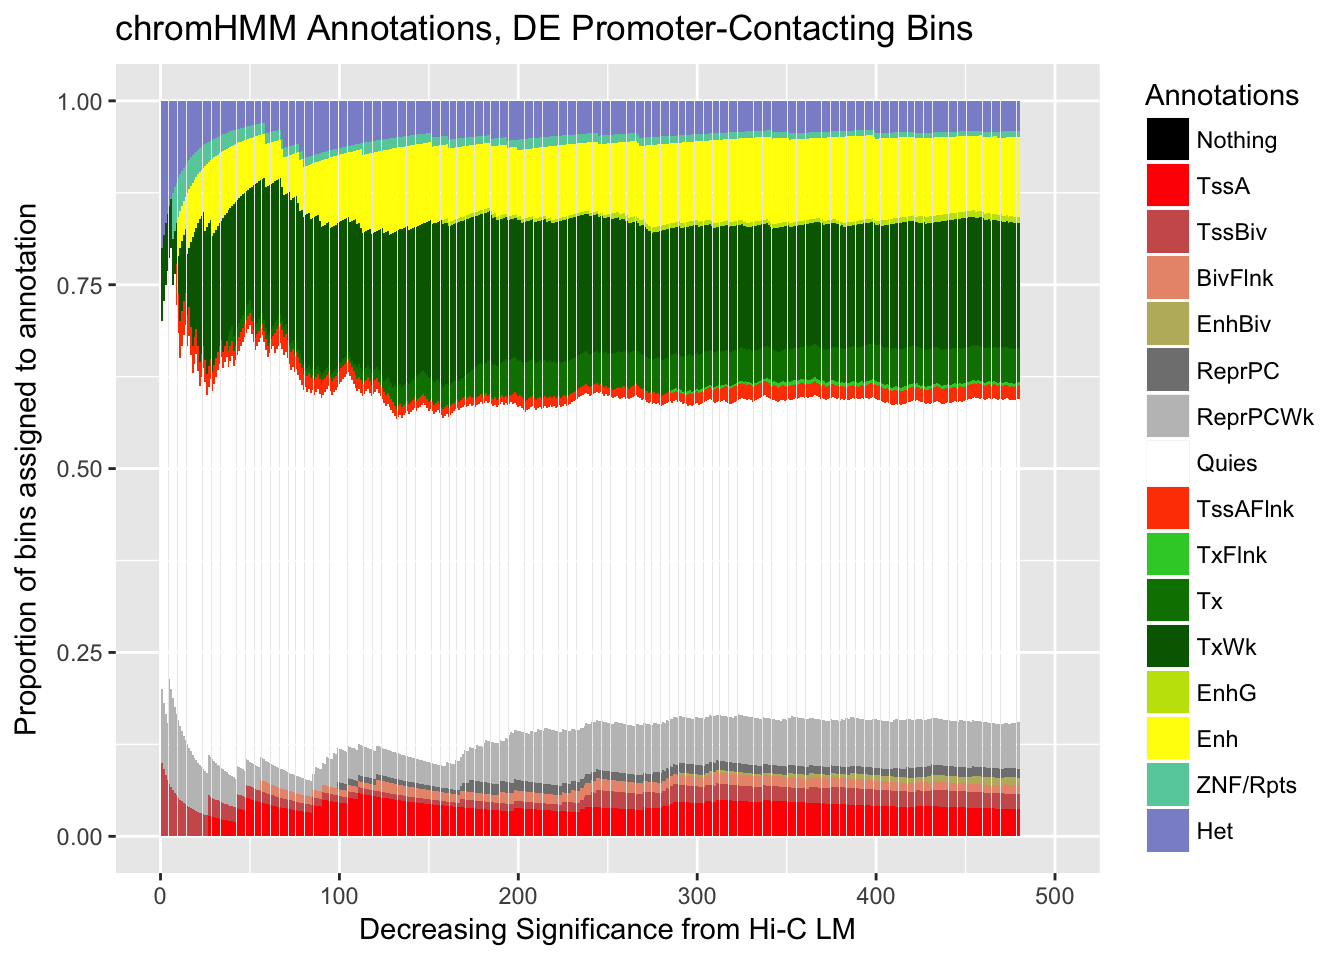 chromHMM Annotations, DE Promoter-Contacting Bins
Proportion of bins assigned to annotation
1.00
0.75
0.50
0.25
0.00
0
100
200
300
400
500
Decreasing Significance from Hi-C LM
Annotations
Nothing
TssA
TssBiv
BivFlnk
EnhBiv
ReprPC
ReprPCWk
Quies
TssAFlnk
TxFlnk
Tx
TxWk
EnhG
Enh
ZNF/Rpts
Het